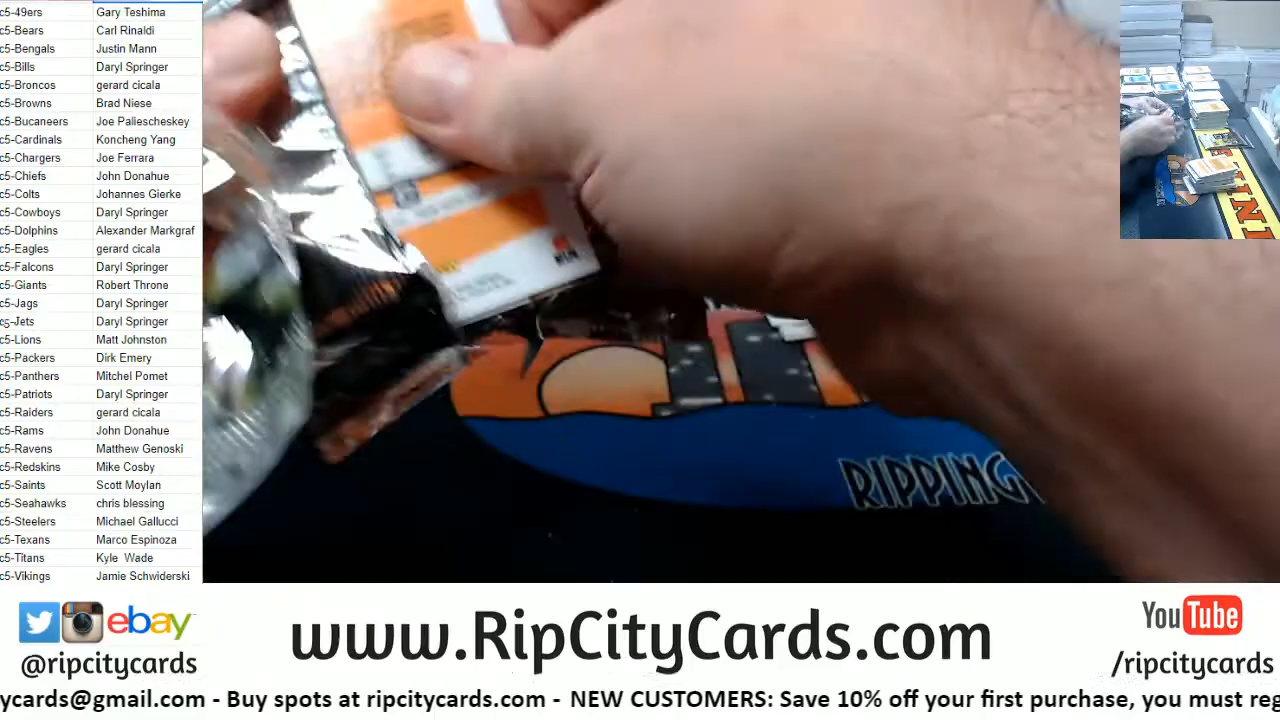 c5-49ers Gary Teshima
c5-Bears Carl Rinaldi
c5-Bengals Justin Mann
c5-Bills Daryl Springer
c5-Broncos gerard cicala
c5-Browns Brad Niese
c5-Bucaneers Joe Paliescheskey
c5-Cardinals Koncheng Yang
c5-Chargers Joe Ferrara
c5-Chiefs John Donahue
c5-Colts Johannes Gierke
c5-Cowboys Daryl Springer
c5-Dolphins Alexander Markgraf
c5-Eagles gerard cicala
c5-Falcons Daryl Springer
c5-Giants Robert Throne
c5-Jags Daryl Springer
c5-Jets Daryl Springer
c5-Lions Matt Johnston
c5-Packers Dirk Emery
c5-Panthers Mitchel Pomet
c5-Patriots Daryl Springer
c5-Raiders gerard cicala
c5-Rams John Donahue
c5-Ravens Matthew Genoski
c5-Redskins Mike Cosby
c5-Saints Scott Moylan
c5-Seahawks chris blessing
c5-Steelers Michael Gallucci
c5-Texans Marco Espinoza
c5-Titans Kyle Wade
c5-Vikings Jamie Schwiderski
RIPPING
ebay
@ripcitycards
www.RipCityCards.com
YouTube
/ripcitycards
ycards@gmail.com - Buy spots at ripcitycards.com - NEW CUSTOMERS: Save 10% off your first purchase, you must reg